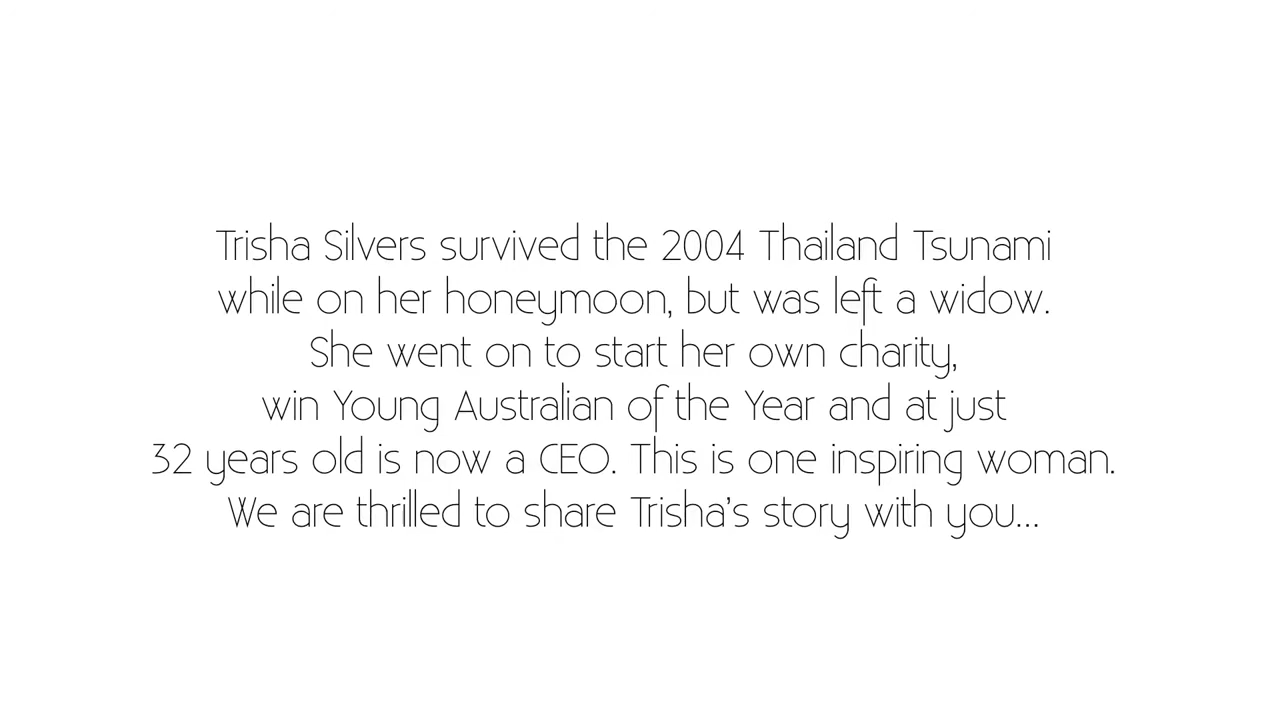 Trisha Silvers survived the 2004 Thailand Tsunami
while on her honeymoon, but was left a widow.
She went on to start her own charity,
win Young Australian of the Year and at just
32 years old is now a CEO. This is one inspiring woman.
We are thrilled to share Trisha's story with you...